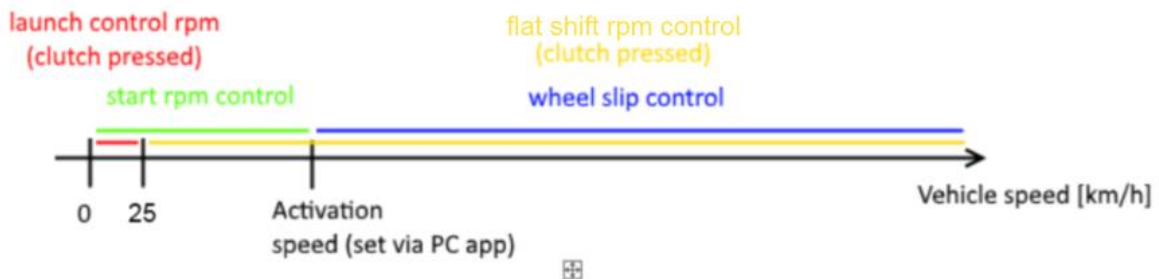 launch control rpm
(clutch pressed)
flat shift rpm control
(clutch pressed)
start rpm control
wheel slip control
0
25
Activation
speed (set via PC app)
Vehicle speed [km/h]